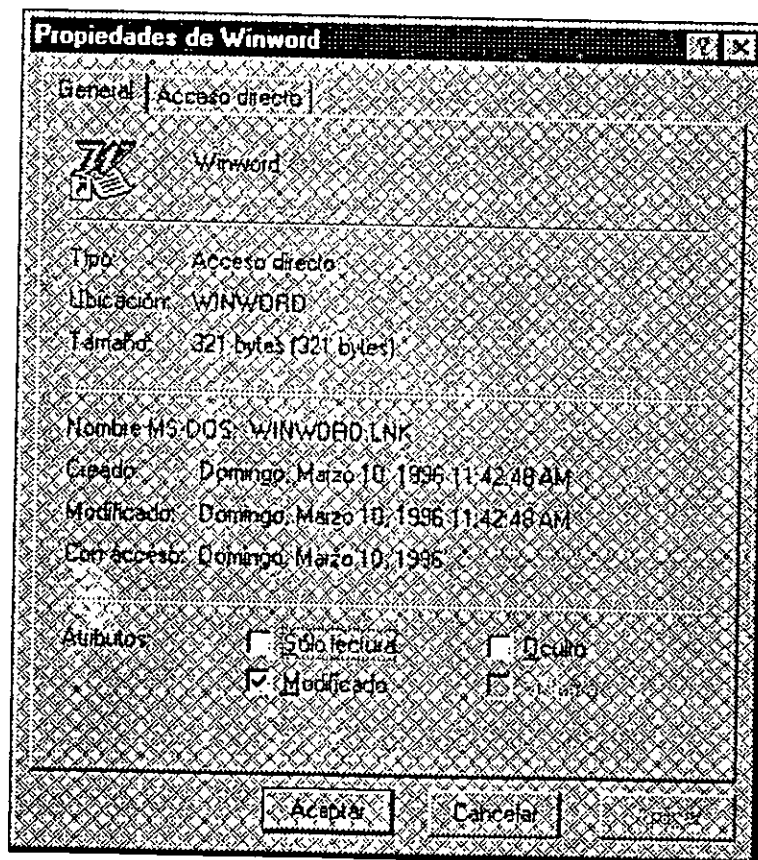 Propiedades de Winword
General Acceso directo
Winword
Tipo: Acceso directo
Ubicación: WINWORD
Tamaño: 321 bytes (321 bytes)
Nombre MS-DOS: WINWORD.LNK
Creado: Domingo, Marzo 10, 1996 11:42:48 AM
Modificado: Domingo, Marzo 10, 1996 11:42:48 AM
Con acceso: Domingo, Marzo 10, 1996
Atributos: Sólo lectura Oculto
Modificado
Aceptar Cancelar